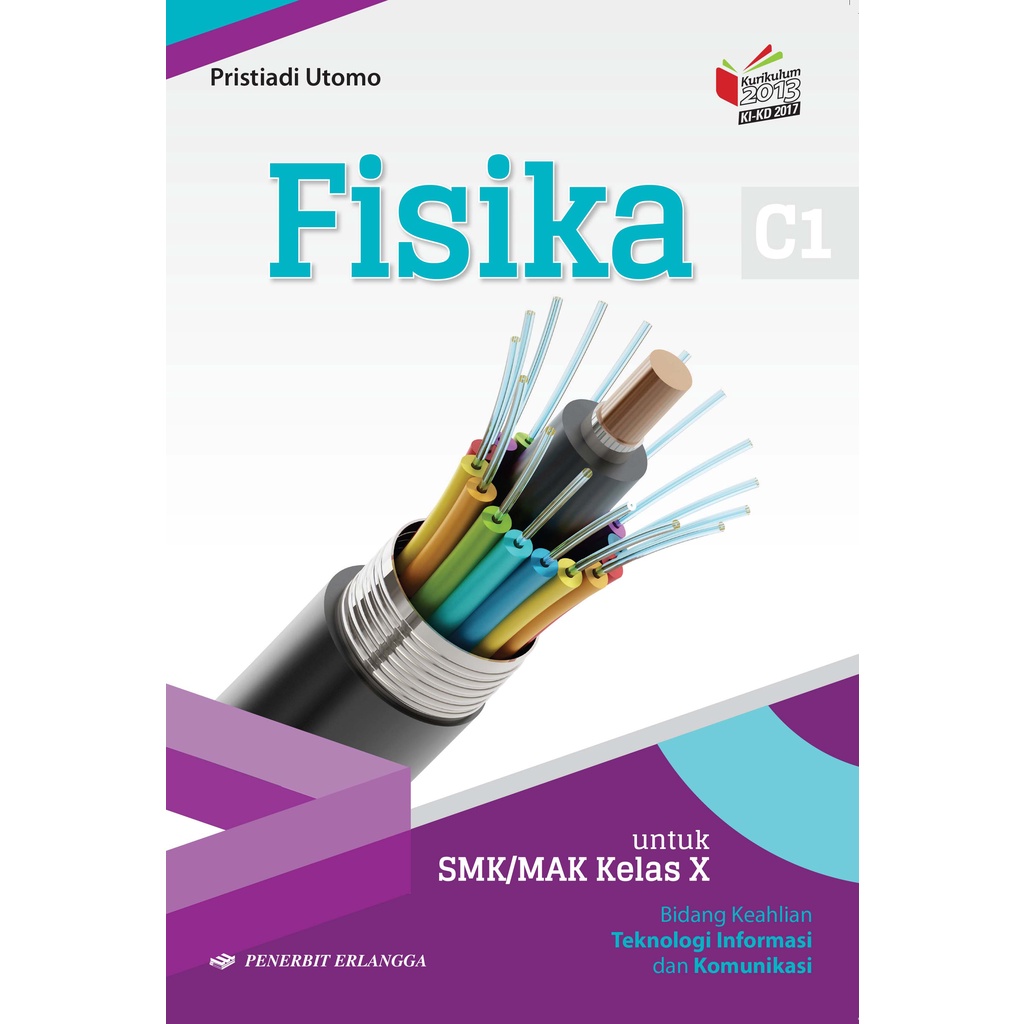 Pristiadi Utomo
Kurikulum
2013
KI-KD 2017
Fisika
C1
untuk
SMK/MAK Kelas X
Bidang Keahlian
Teknologi Informasi
dan Komunikasi
PENERBIT ERLANGGA